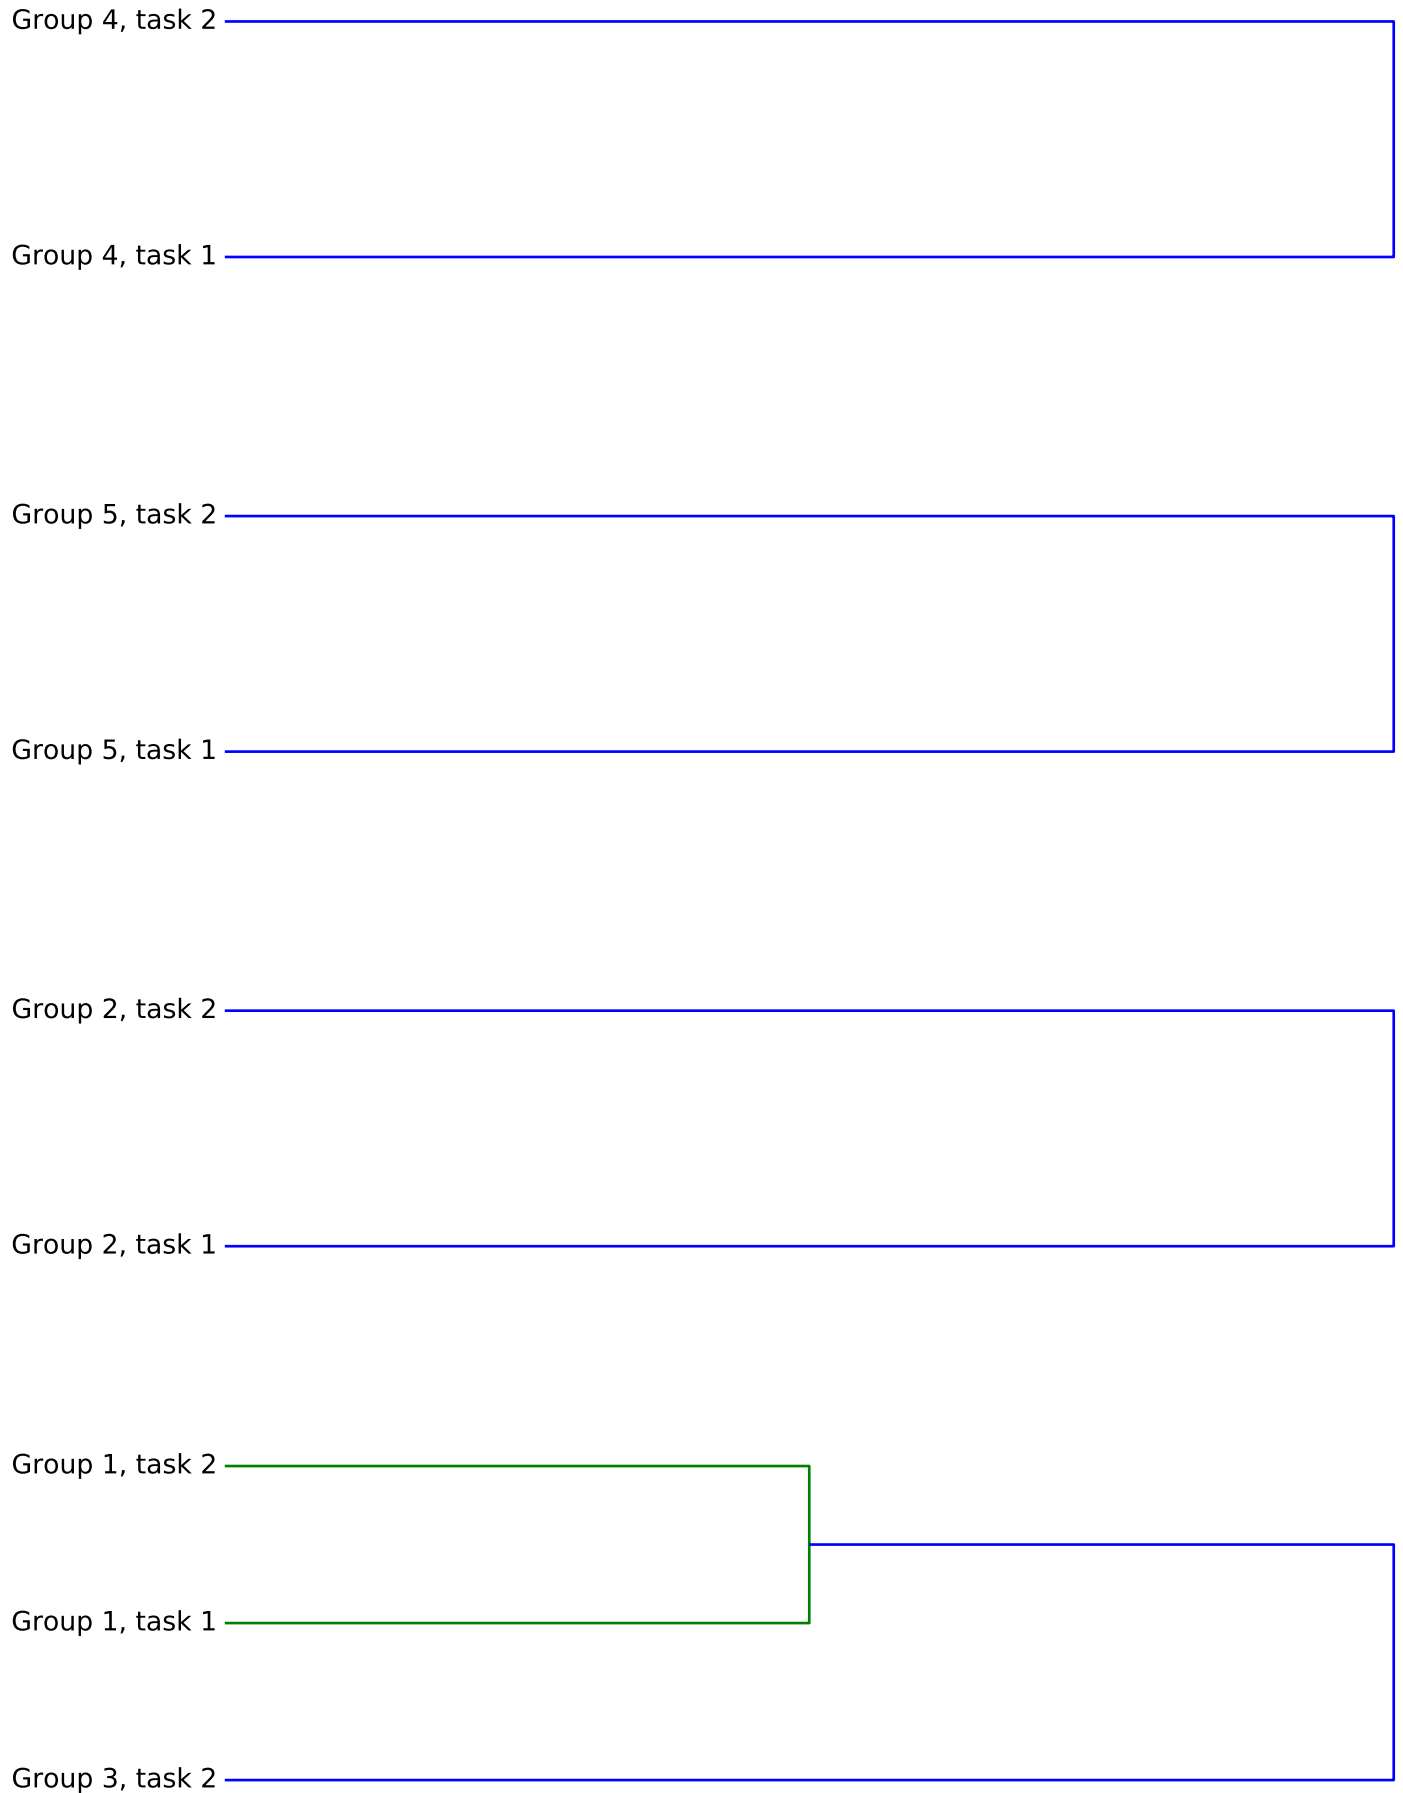 Group 4, task 2
Group 4, task 1
Group 5, task 2
Group 5, task 1
Group 2, task 2
Group 2, task 1
Group 1, task 2
Group 1, task 1
Group 3, task 2